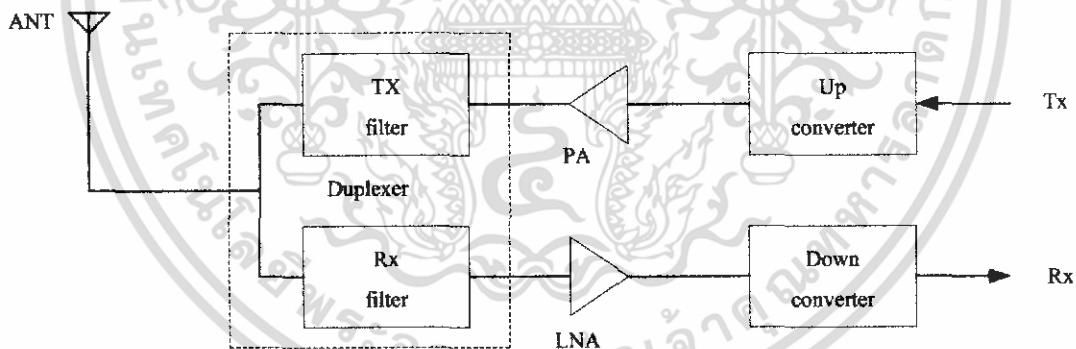 ANT
TX
filter
PA
Up
converter
Tx
Duplexer
Rx
filter
LNA
Down
converter
Rx